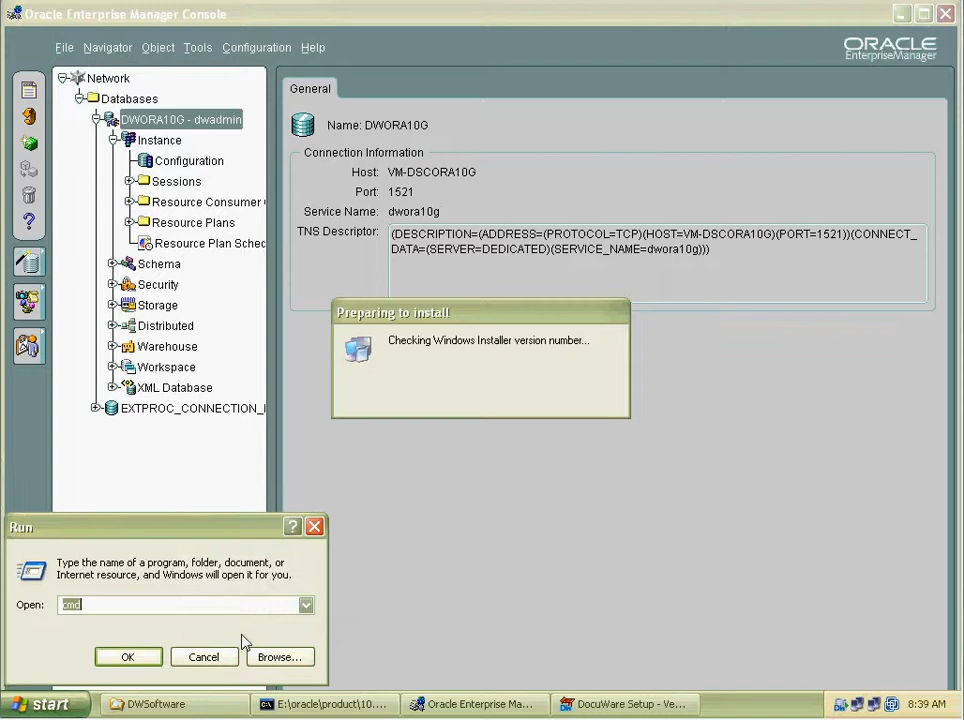 Oracle Enterprise Manager Console
File Navigator Object Tools Configuration Help
ORACLE
EnterpriseManager
Network
Databases
DWORA10G - dwadmin
Instance
Configuration
Sessions
Resource Consumer
Resource Plans
Resource Plan Sched
Schema
Security
Storage
Distributed
Warehouse
Workspace
XML Database
EXTPROC_CONNECTION_
General
Name: DWORA10G
Connection Information
Host: VM-DSCORA10G
Port: 1521
Service Name: dwora10g
TNS Descriptor: (DESCRIPTION=(ADDRESS=(PROTOCOL=TCP)(HOST=VM-DSCORA10G)(PORT=1521))(CONNECT_
DATA=(SERVER=DEDICATED)(SERVICE_NAME=dwora10g)))
Preparing to install
Checking Windows Installer version number...
Run
Type the name of a program, folder, document, or
Internet resource, and Windows will open it for you.
Open: cmd
OK Cancel Browse...
start DWSoftware E:\oracle\product\10.... Oracle Enterprise Ma... DocuWare Setup - Ve... 8:39 AM